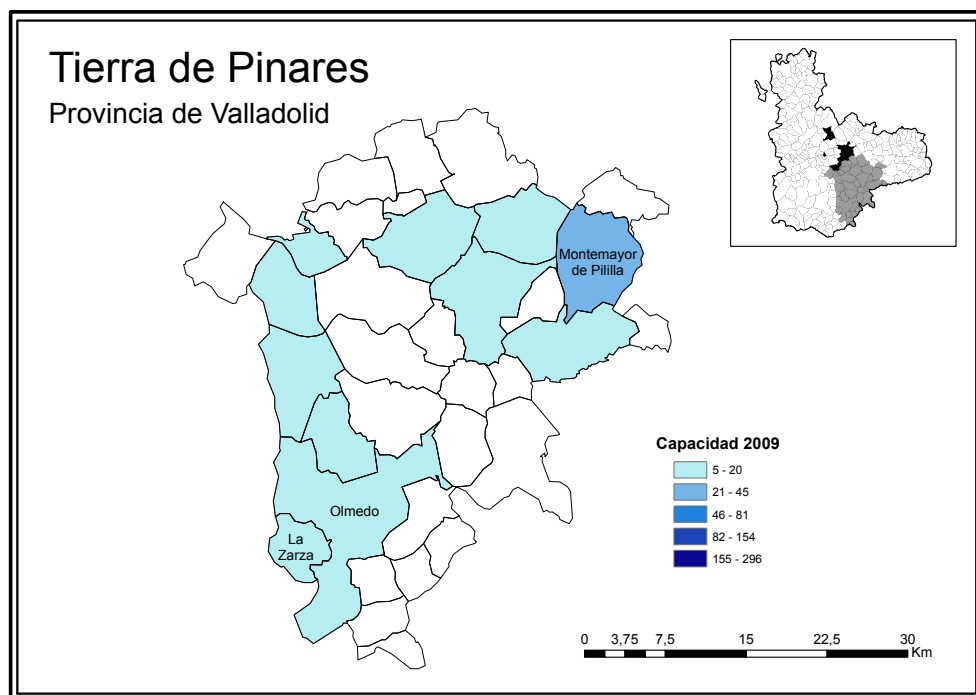 Tierra de Pinares
Provincia de Valladolid
Montemayor
de Pililla
Capacidad 2009
5 - 20
21 - 45
46 - 81
82 - 154
155 - 296
Olmedo
La
Zarza
0 3,75 7,5 15 22,5 30
Km